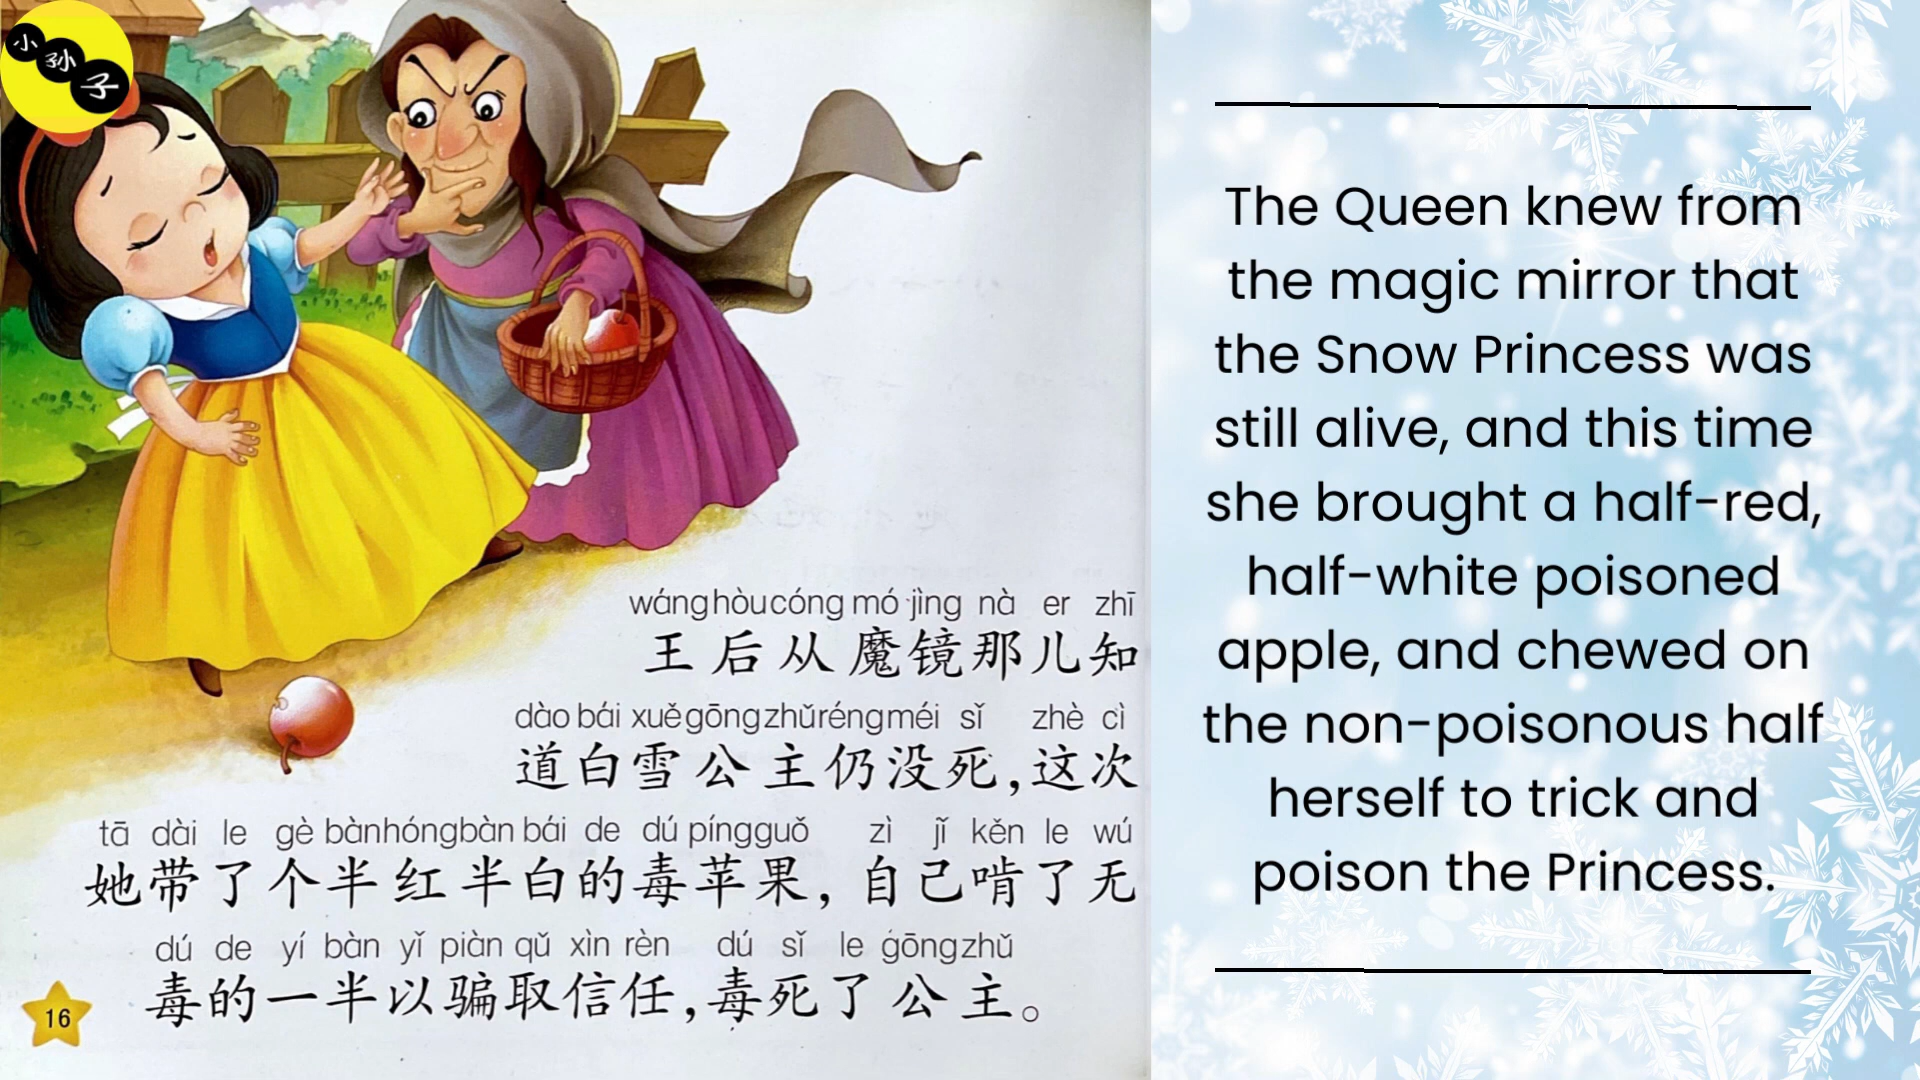 小孙子
wáng hòu cóng mó jìng nà er zhī
王后从魔镜那儿知
dào bái xuě gōng zhǔ réng méi sǐ zhè cì
道白雪公主仍没死,这次
tā dài le gè bàn hóng bàn bái de dú píng guǒ zì jǐ kěn le wú
她带了个半红半白的毒苹果,自己啃了无
dú de yí bàn yǐ piàn qǔ xìn rèn dú sǐ le gōng zhǔ
毒的一半以骗取信任,毒死了公主。
16
The Queen knew from
the magic mirror that
the Snow Princess was
still alive, and this time
she brought a half-red,
half-white poisoned
apple, and chewed on
the non-poisonous half
herself to trick and
poison the Princess.